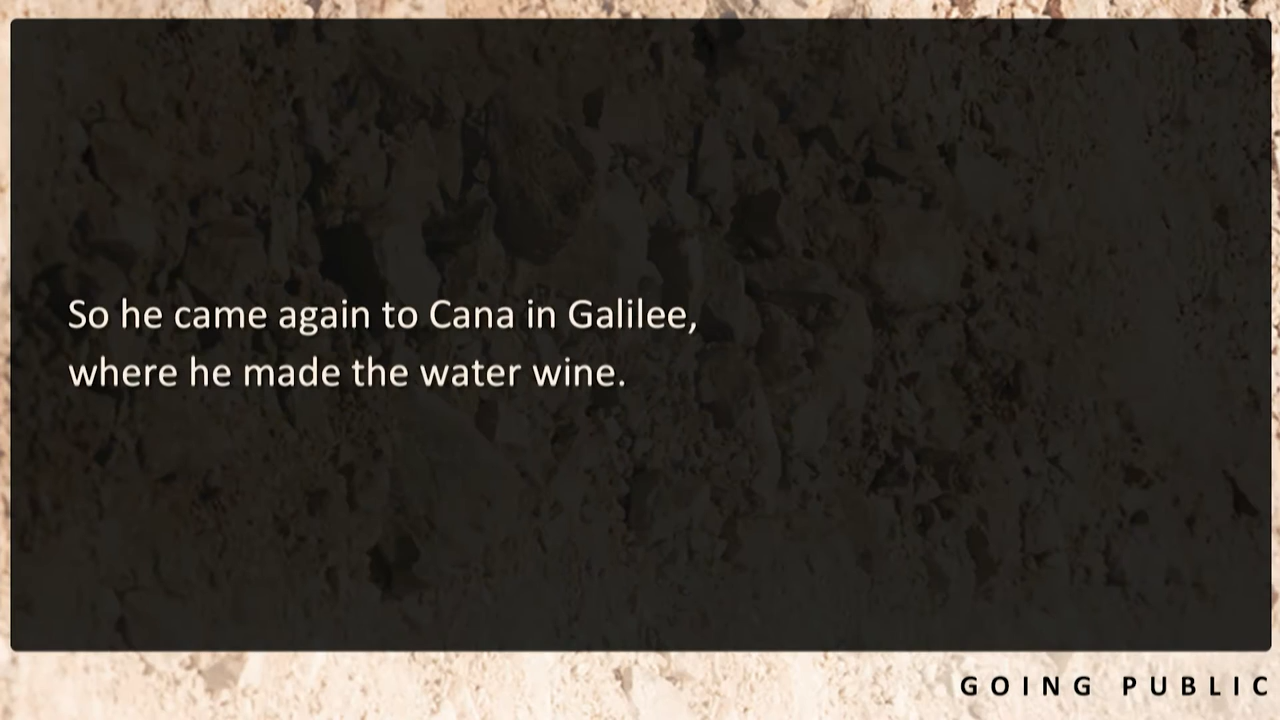 So he came again to Cana in Galilee,
where he made the water wine.
GOING PUBLIC